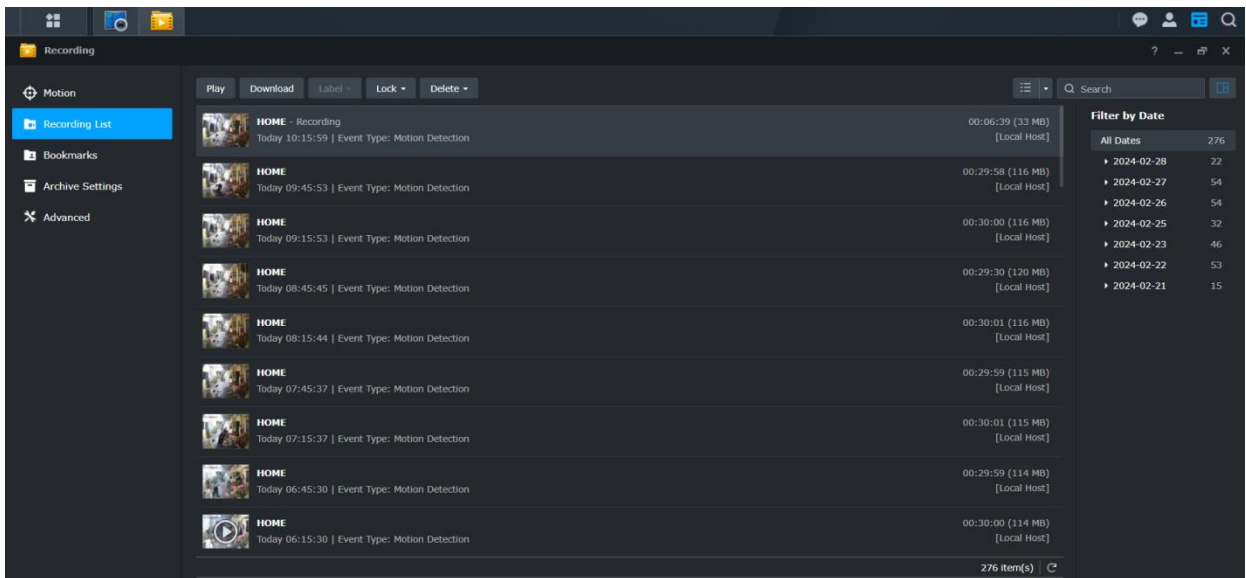 Recording
Motion
Recording List
Bookmarks
Archive Settings
Advanced
Play Download Label Lock Delete
Search
HOME - Recording 00:06:39 (33 MB)
Today 10:15:59 | Event Type: Motion Detection [Local Host]
HOME 00:29:58 (116 MB)
Today 09:45:53 | Event Type: Motion Detection [Local Host]
HOME 00:30:00 (116 MB)
Today 09:15:53 | Event Type: Motion Detection [Local Host]
HOME 00:29:30 (120 MB)
Today 08:45:45 | Event Type: Motion Detection [Local Host]
HOME 00:30:01 (116 MB)
Today 08:15:44 | Event Type: Motion Detection [Local Host]
HOME 00:29:59 (115 MB)
Today 07:45:37 | Event Type: Motion Detection [Local Host]
HOME 00:30:01 (115 MB)
Today 07:15:37 | Event Type: Motion Detection [Local Host]
HOME 00:29:59 (114 MB)
Today 06:45:30 | Event Type: Motion Detection [Local Host]
HOME 00:30:00 (114 MB)
Today 06:15:30 | Event Type: Motion Detection [Local Host]
276 item(s)
Filter by Date
All Dates 276
2024-02-28 22
2024-02-27 54
2024-02-26 54
2024-02-25 32
2024-02-23 46
2024-02-22 53
2024-02-21 15